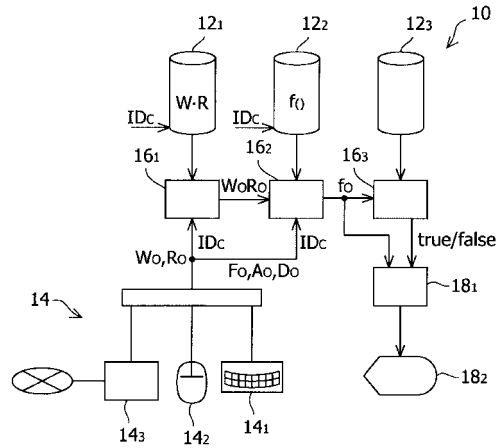 12₁ 12₂ 12₃ 10
W·R f()
IDc IDc
16₁ 16₂ 16₃
WoRo fo
IDc IDc true/false
Wo,Ro Fo,Ao,Do
14 18₁
14₃ 14₂ 14₁ 18₂